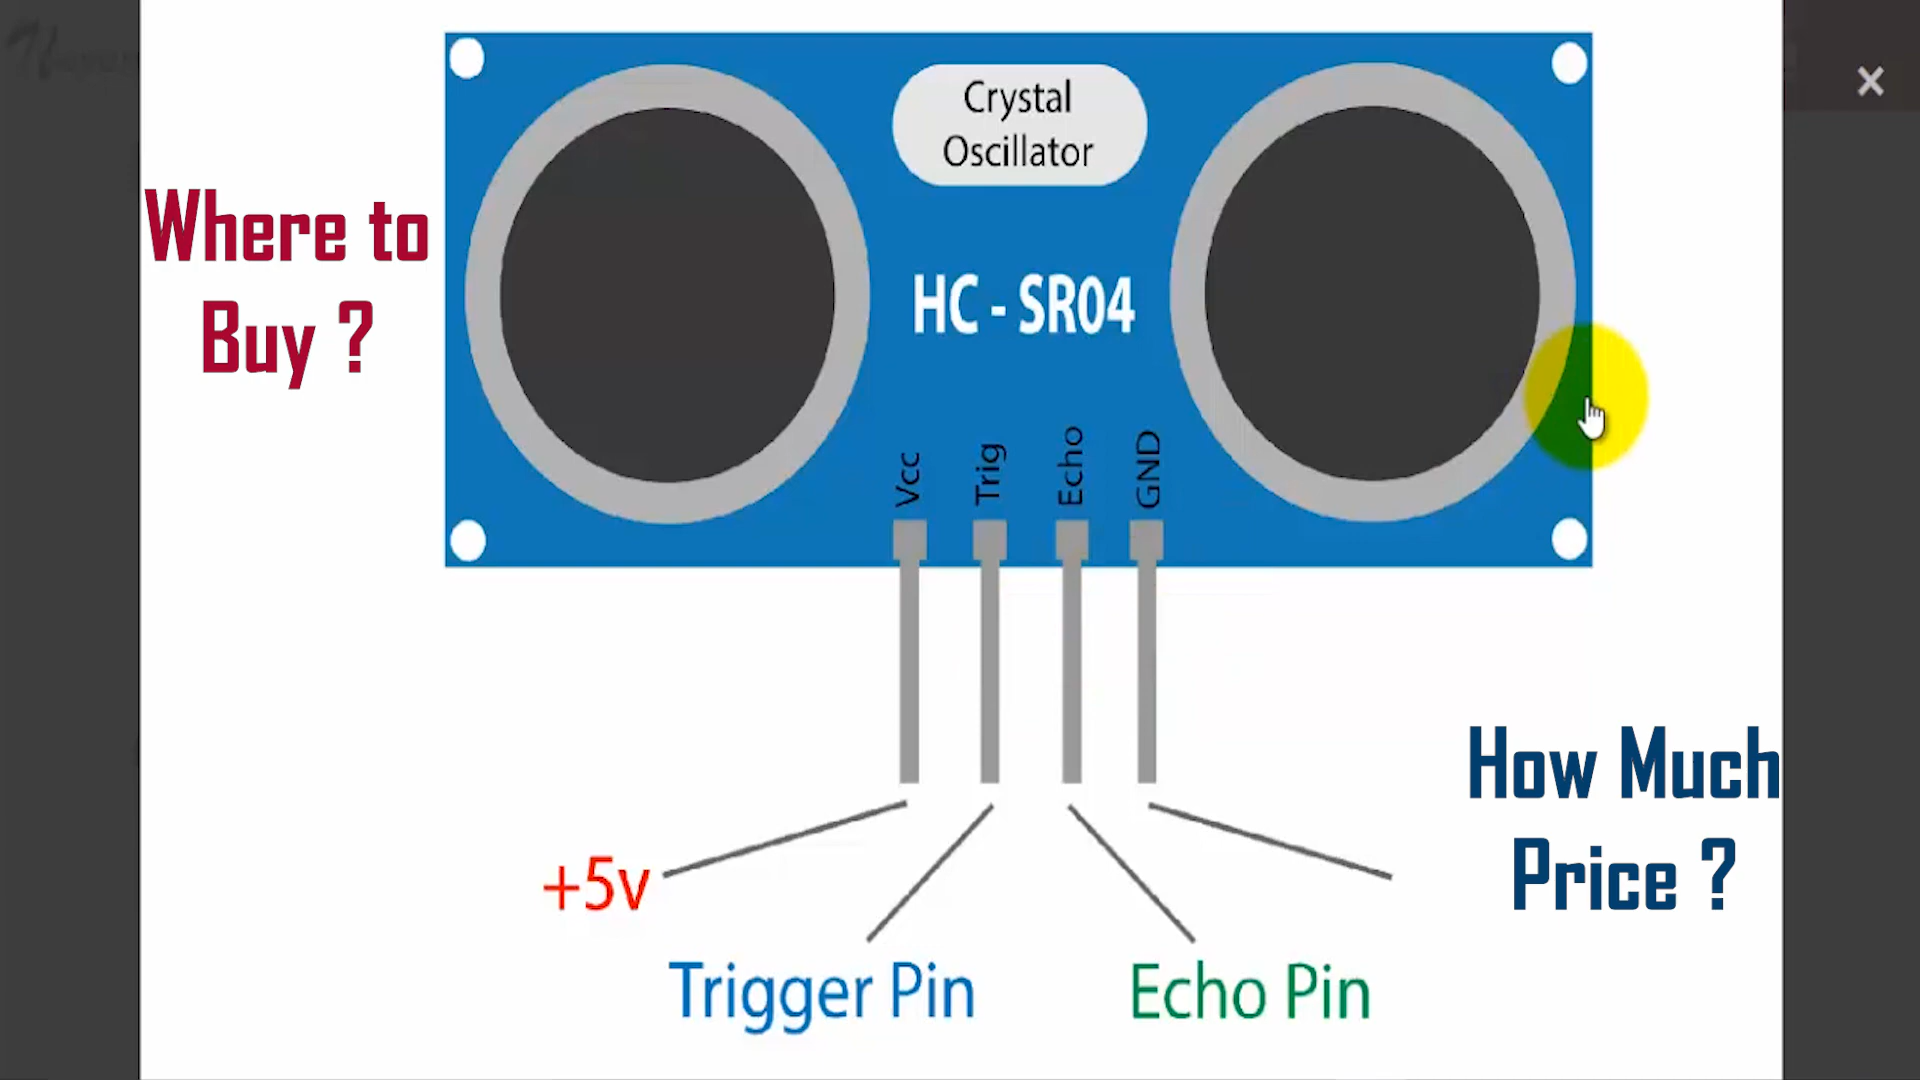 Crystal
Oscillator
Where to
Buy ?
HC - SR04
Vcc
Trig
Echo
GND
How Much
Price ?
+5v
Trigger Pin
Echo Pin